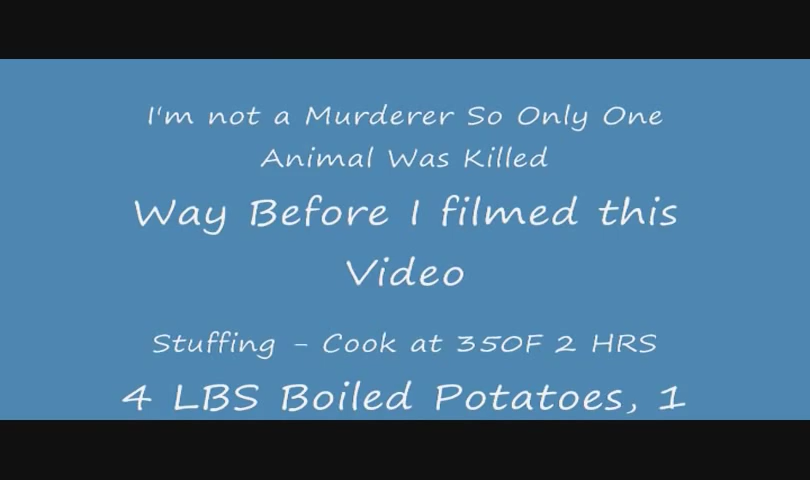 I'm not a Murderer So Only One
Animal Was Killed
Way Before I filmed this
Video
Stuffing - Cook at 350F 2 HRS
4 LBS Boiled Potatoes, 1